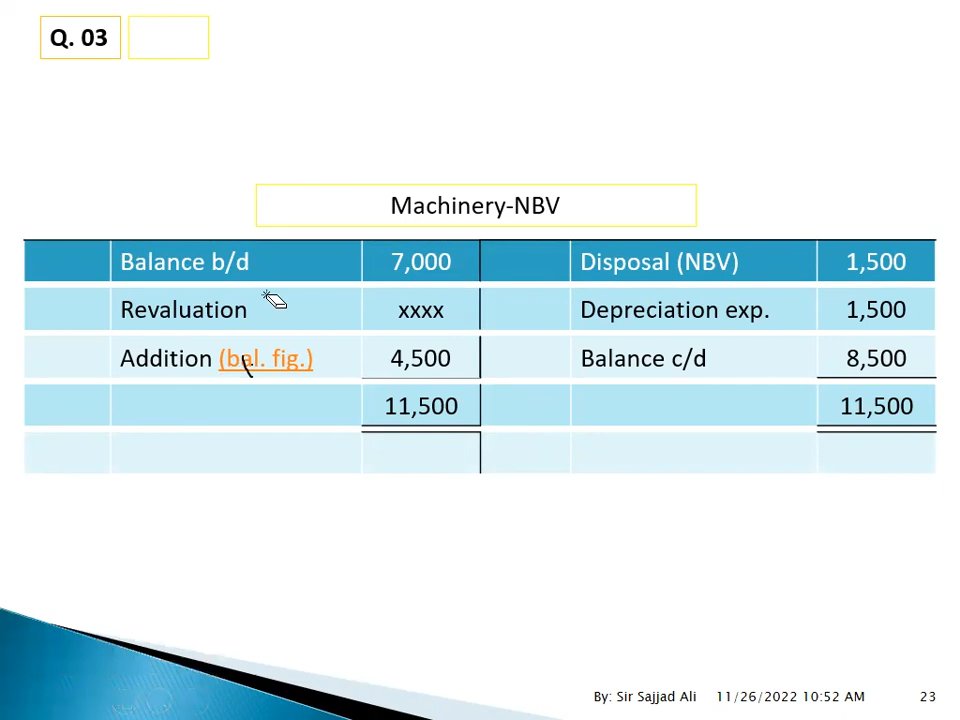 Q. 03
Machinery-NBV
Balance b/d 7,000 Disposal (NBV) 1,500
Revaluation xxxx Depreciation exp. 1,500
Addition (bal. fig.) 4,500 Balance c/d 8,500
11,500 11,500
By: Sir Sajjad Ali 11/26/2022 10:52 AM 23